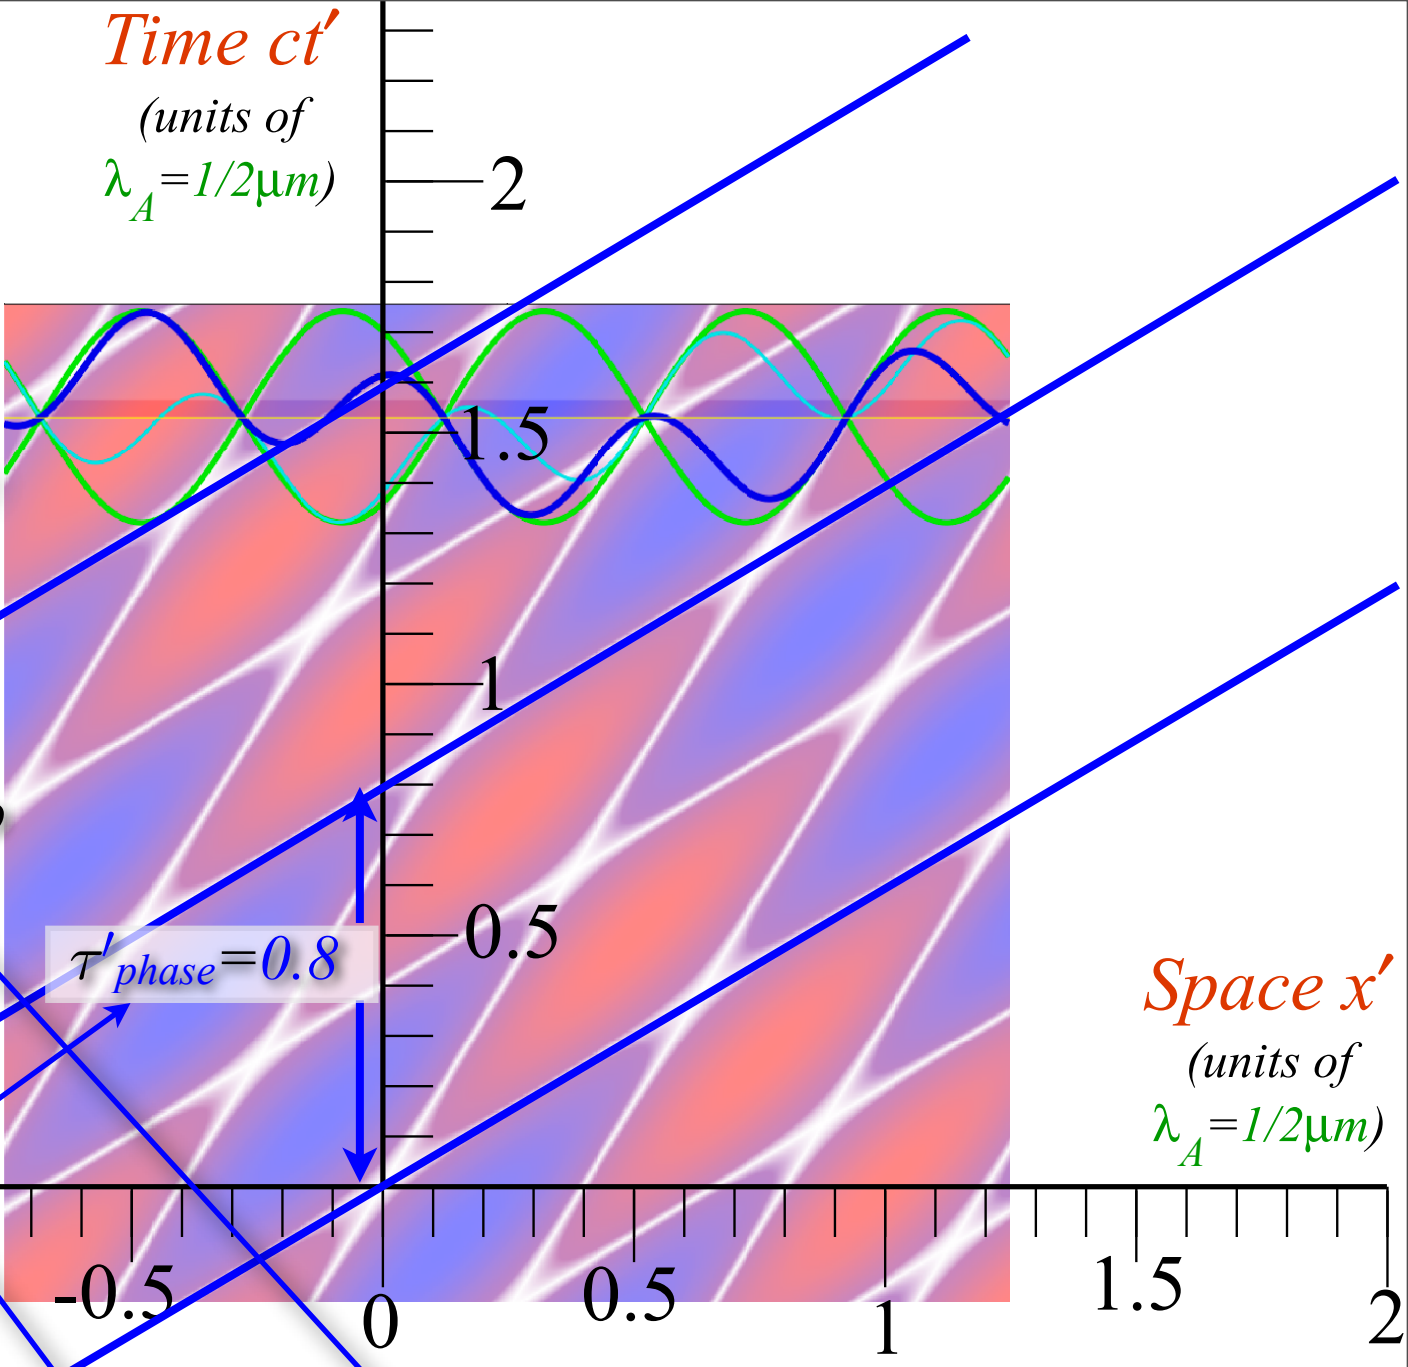 Time ct′
(units of
λA=1/2μm)
2
1.5
1
0.5
τ′phase=0.8
Space x′
(units of
λA=1/2μm)
-0.5
0
0.5
1
1.5
2